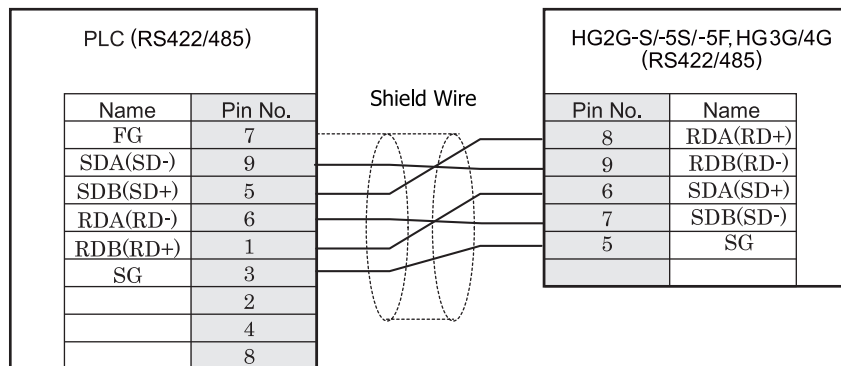 PLC (RS422/485)
Name Pin No.
FG 7
SDA(SD-) 9
SDB(SD+) 5
RDA(RD-) 6
RDB(RD+) 1
SG 3
2
4
8
Shield Wire
HG2G-S/-5S/-5F, HG3G/4G
(RS422/485)
Pin No. Name
8 RDA(RD+)
9 RDB(RD-)
6 SDA(SD+)
7 SDB(SD-)
5 SG